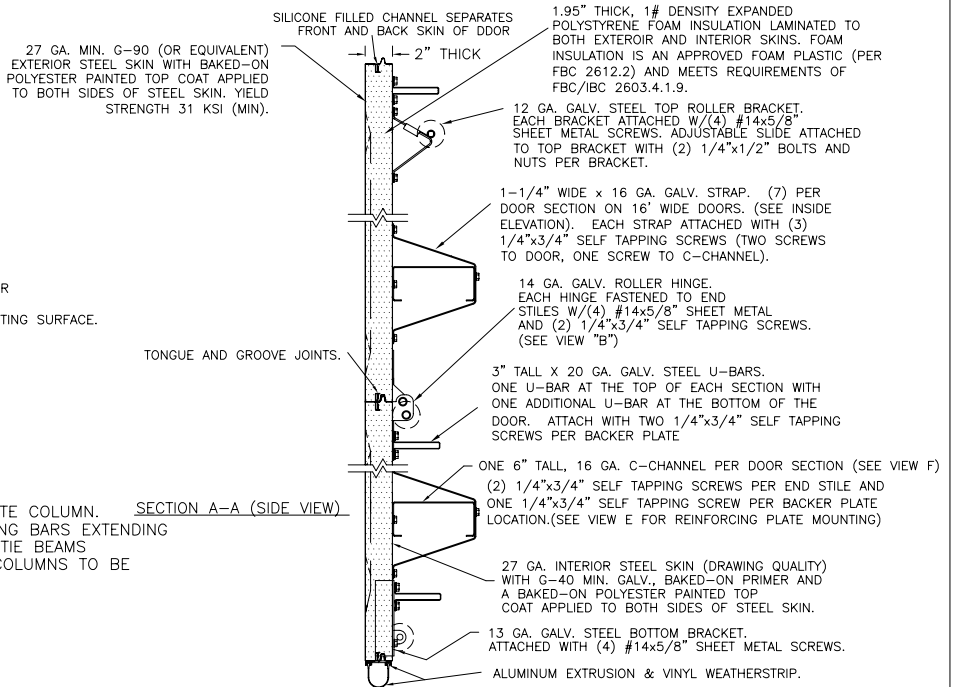 SILICONE FILLED CHANNEL SEPARATES
FRONT AND BACK SKIN OF DDOR
2" THICK
27 GA. MIN. G-90 (OR EQUIVALENT)
EXTERIOR STEEL SKIN WITH BAKED-ON
POLYESTER PAINTED TOP COAT APPLIED
TO BOTH SIDES OF STEEL SKIN. YIELD
STRENGTH 31 KSI (MIN).
1.95" THICK, 1# DENSITY EXPANDED
POLYSTYRENE FOAM INSULATION LAMINATED TO
BOTH EXTEROIR AND INTERIOR SKINS. FOAM
INSULATION IS AN APPROVED FOAM PLASTIC (PER
FBC 2612.2) AND MEETS REQUIREMENTS OF
FBC/IBC 2603.4.1.9.
12 GA. GALV. STEEL TOP ROLLER BRACKET.
EACH BRACKET ATTACHED W/(4) #14x5/8"
SHEET METAL SCREWS. ADJUSTABLE SLIDE ATTACHED
TO TOP BRACKET WITH (2) 1/4"x1/2" BOLTS AND
NUTS PER BRACKET.
1-1/4" WIDE x 16 GA. GALV. STRAP. (7) PER
DOOR SECTION ON 16' WIDE DOORS. (SEE INSIDE
ELEVATION). EACH STRAP ATTACHED WITH (3)
1/4"x3/4" SELF TAPPING SCREWS (TWO SCREWS
TO DOOR, ONE SCREW TO C-CHANNEL).
R
TING SURFACE.
14 GA. GALV. ROLLER HINGE.
EACH HINGE FASTENED TO END
STILES W/(4) #14x5/8" SHEET METAL
AND (2) 1/4"x3/4" SELF TAPPING SCREWS.
(SEE VIEW "B")
TONGUE AND GROOVE JOINTS.
3" TALL X 20 GA. GALV. STEEL U-BARS.
ONE U-BAR AT THE TOP OF EACH SECTION WITH
ONE ADDITIONAL U-BAR AT THE BOTTOM OF THE
DOOR. ATTACH WITH TWO 1/4"x3/4" SELF TAPPING
SCREWS PER BACKER PLATE
ONE 6" TALL, 16 GA. C-CHANNEL PER DOOR SECTION (SEE VIEW F)
(2) 1/4"x3/4" SELF TAPPING SCREWS PER END STILE AND
ONE 1/4"x3/4" SELF TAPPING SCREW PER BACKER PLATE
LOCATION.(SEE VIEW E FOR REINFORCING PLATE MOUNTING)
TE COLUMN.
NG BARS EXTENDING
TIE BEAMS
COLUMNS TO BE
SECTION A-A (SIDE VIEW)
27 GA. INTERIOR STEEL SKIN (DRAWING QUALITY)
WITH G-40 MIN. GALV., BAKED-ON PRIMER AND
A BAKED-ON POLYESTER PAINTED TOP
COAT APPLIED TO BOTH SIDES OF STEEL SKIN.
13 GA. GALV. STEEL BOTTOM BRACKET.
ATTACHED WITH (4) #14x5/8" SHEET METAL SCREWS.
ALUMINUM EXTRUSION & VINYL WEATHERSTRIP.